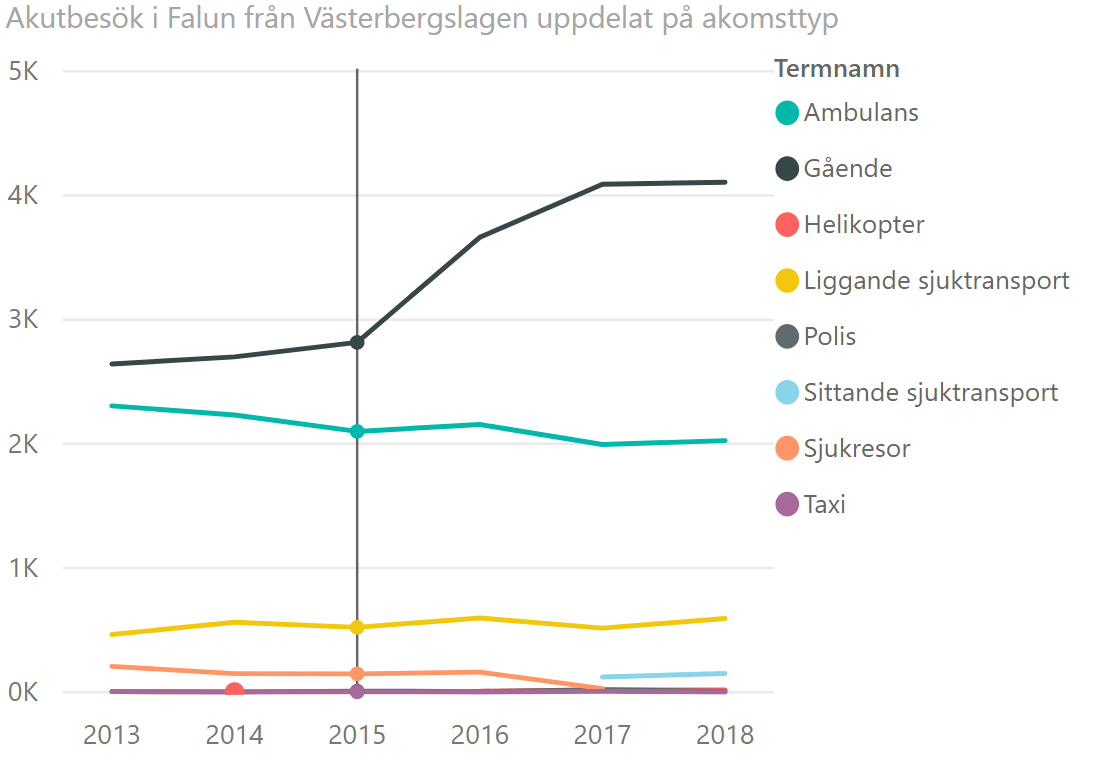 Akutbesök i Falun från Västerbergslagen uppdelat på akomsttyp
5K
4K
3K
2K
1K
0K
2013 2014 2015 2016 2017 2018
Termnamn
Ambulans
Gående
Helikopter
Liggande sjuktransport
Polis
Sittande sjuktransport
Sjukresor
Taxi